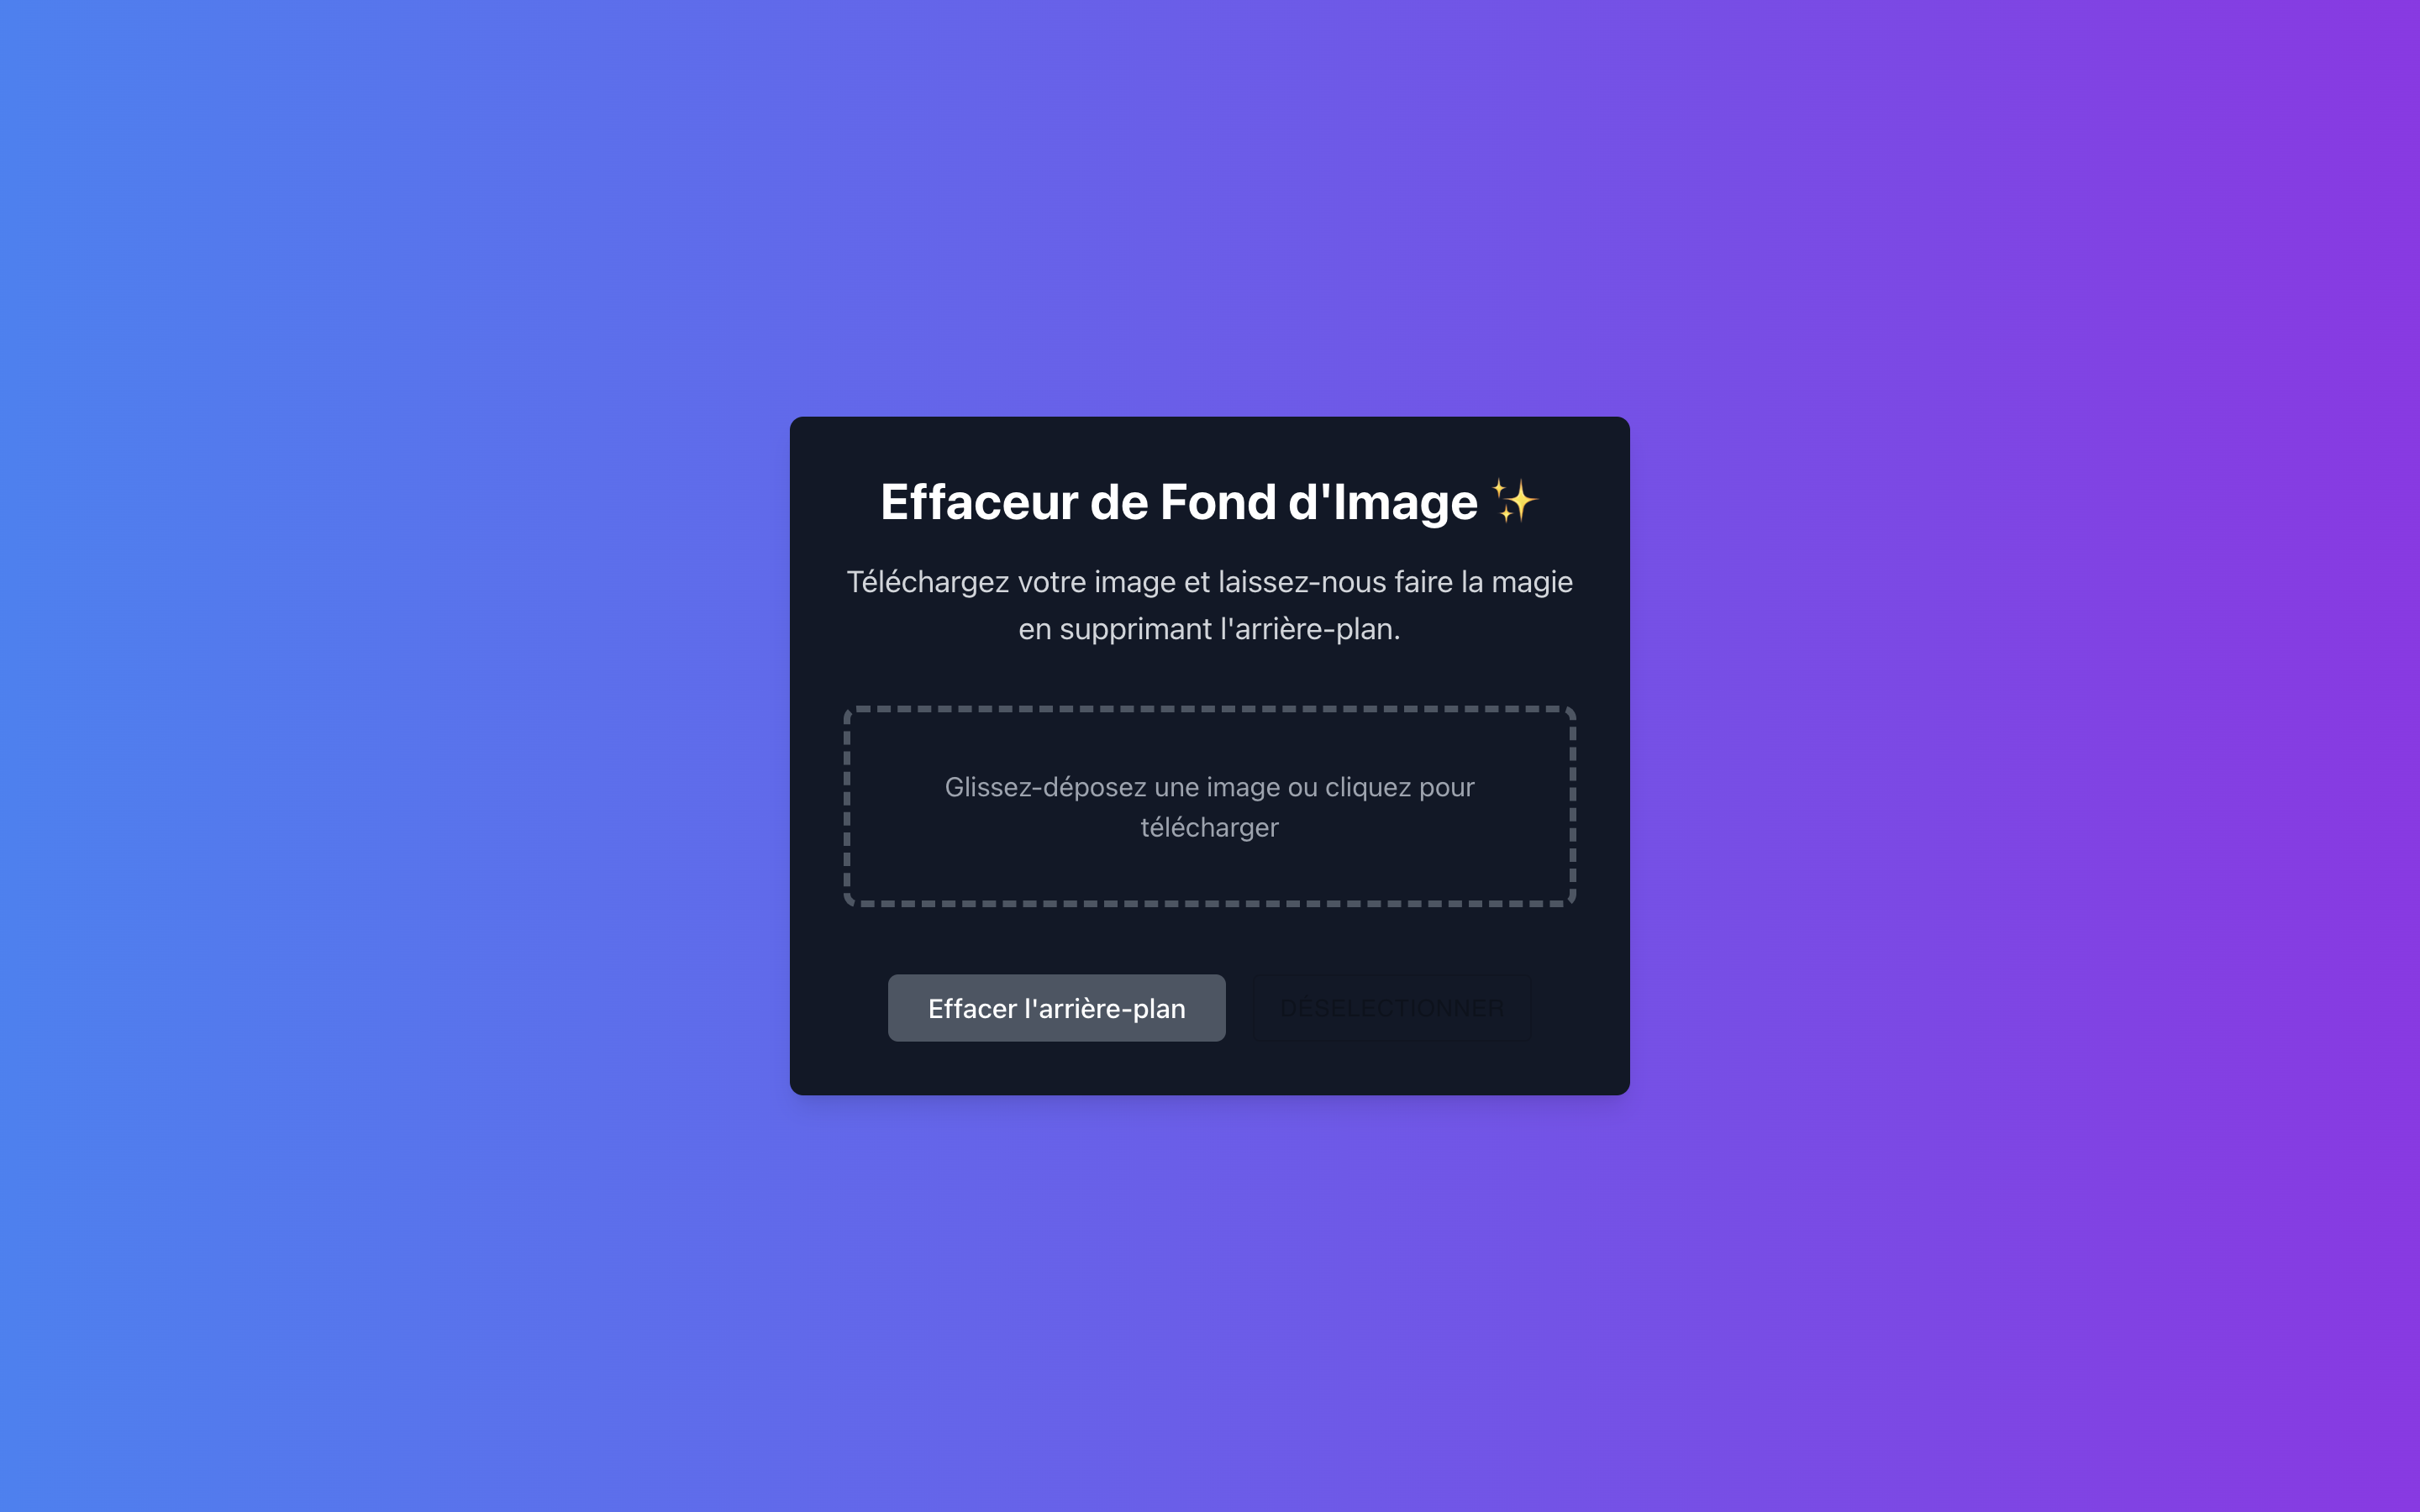 Effaceur de Fond d'Image ✨
Téléchargez votre image et laissez-nous faire la magie
en supprimant l'arrière-plan.
Glissez-déposez une image ou cliquez pour
télécharger
Effacer l'arrière-plan
DÉSELECTIONNER